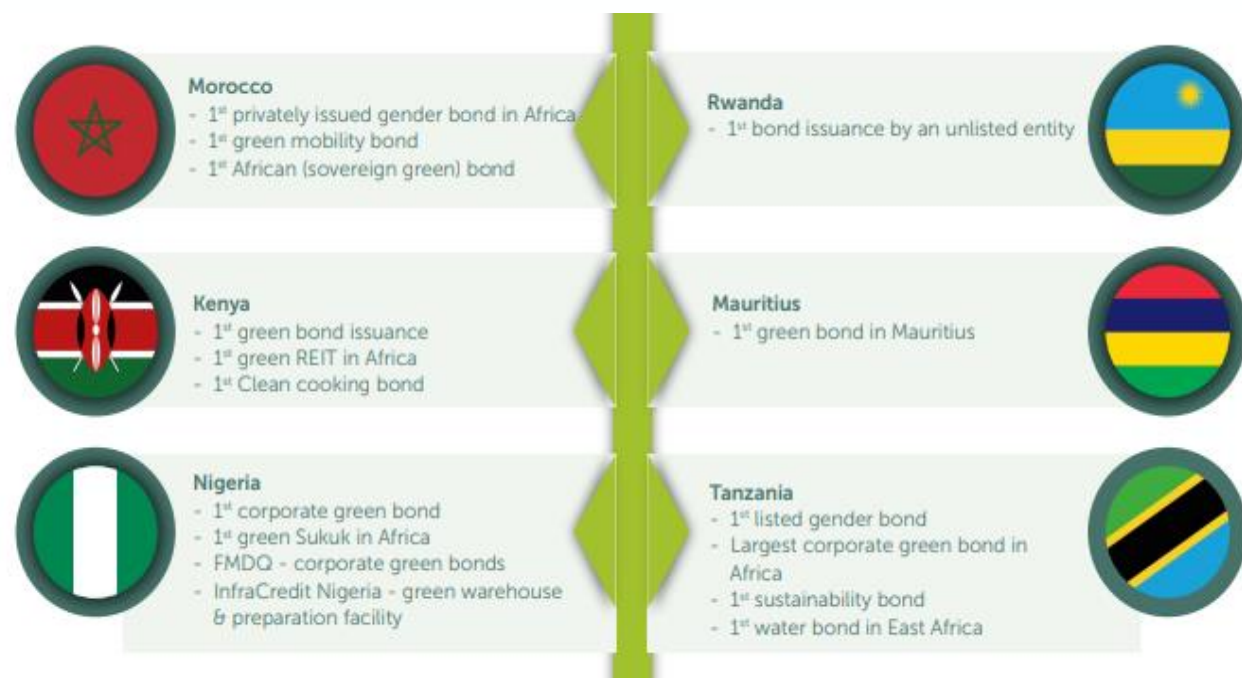 Morocco
- 1st privately issued gender bond in Africa
- 1st green mobility bond
- 1st African (sovereign green) bond
Rwanda
- 1st bond issuance by an unlisted entity
Kenya
- 1st green bond issuance
- 1st green REIT in Africa
- 1st Clean cooking bond
Mauritius
- 1st green bond in Mauritius
Nigeria
- 1st corporate green bond
- 1st green Sukuk in Africa
- FMDQ - corporate green bonds
- InfraCredit Nigeria - green warehouse
& preparation facility
Tanzania
- 1st listed gender bond
- Largest corporate green bond in
Africa
- 1st sustainability bond
- 1st water bond in East Africa